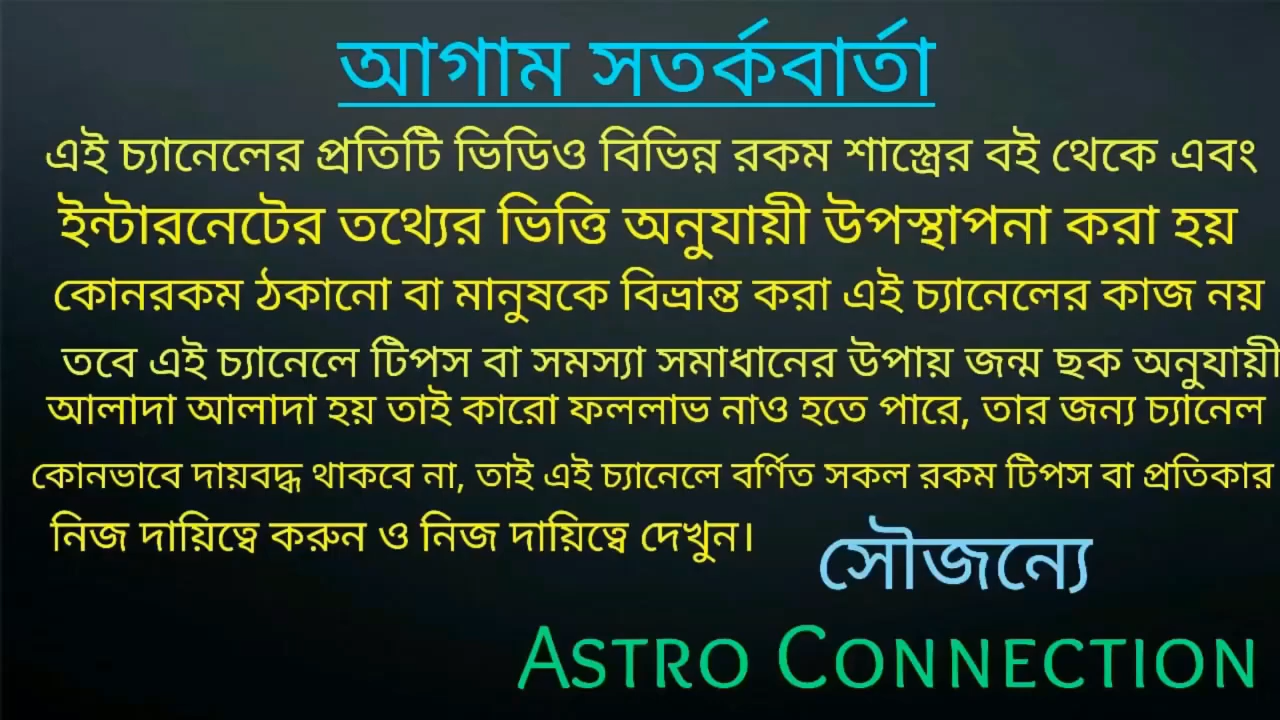 আগাম সতর্কবার্তা
এই চ্যানেলের প্রতিটি ভিডিও বিভিন্ন রকম শাস্ত্রের বই থেকে এবং
ইন্টারনেটের তথ্যের ভিত্তি অনুযায়ী উপস্থাপনা করা হয়
কোনরকম ঠকানো বা মানুষকে বিভ্রান্ত করা এই চ্যানেলের কাজ নয়
তবে এই চ্যানেলে টিপস বা সমস্যা সমাধানের উপায় জন্ম ছক অনুযায়ী
আলাদা আলাদা হয় তাই কারো ফললাভ নাও হতে পারে, তার জন্য চ্যানেল
কোনভাবে দায়বদ্ধ থাকবে না, তাই এই চ্যানেলে বর্ণিত সকল রকম টিপস বা প্রতিকার
নিজ দায়িত্বে করুন ও নিজ দায়িত্বে দেখুন।
সৌজন্যে
ASTRO CONNECTION